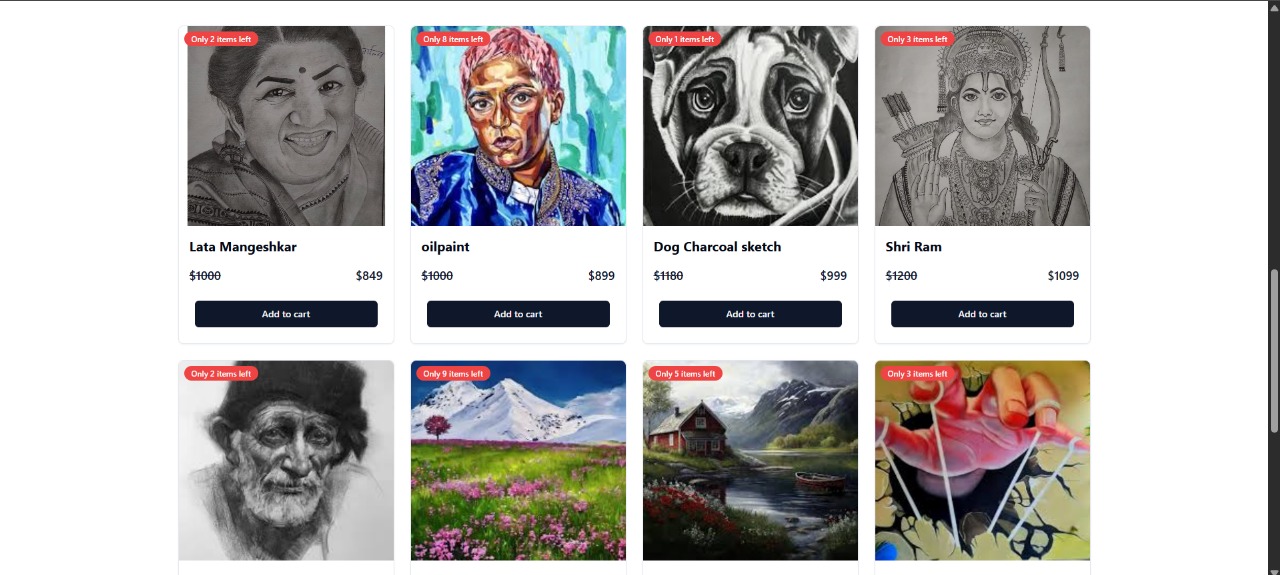 Only 2 items left
Only 8 items left
Only 1 items left
Only 3 items left
Lata Mangeshkar
oilpaint
Dog Charcoal sketch
Shri Ram
$1000 $849
$1000 $899
$1180 $999
$1200 $1099
Add to cart
Add to cart
Add to cart
Add to cart
Only 2 items left
Only 9 items left
Only 5 items left
Only 3 items left